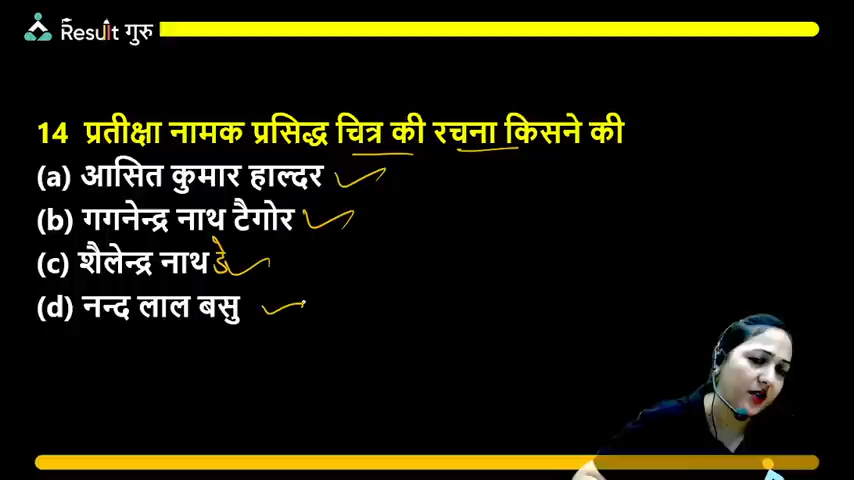 Result गुरु
14 प्रतीक्षा नामक प्रसिद्ध चित्र की रचना किसने की
(a) आसित कुमार हाल्दर
(b) गगनेन्द्र नाथ टैगोर
(c) शैलेन्द्र नाथ डे
(d) नन्द लाल बसु